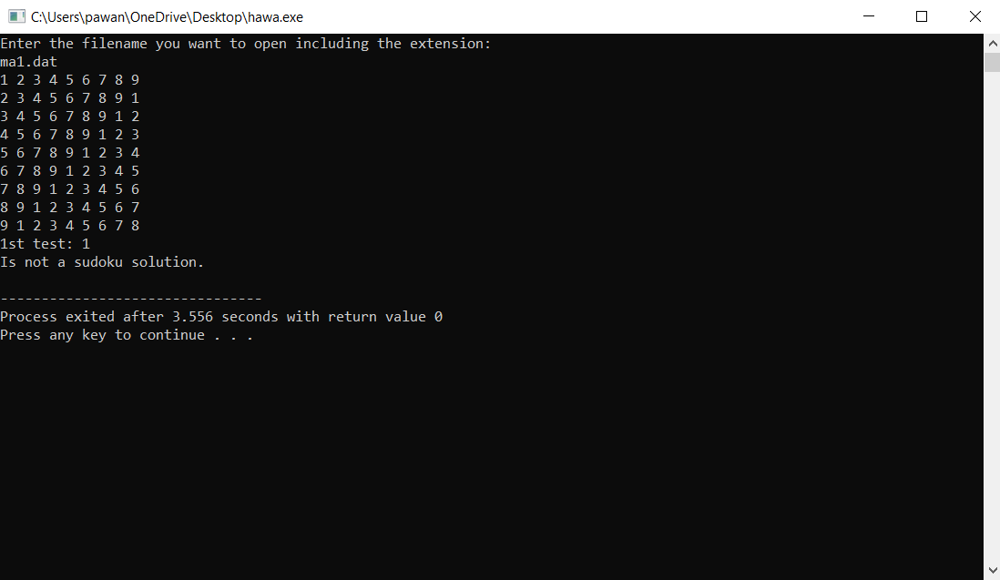 C:\Users\pawan\OneDrive\Desktop\hawa.exe
Enter the filename you want to open including the extension:
ma1.dat
1 2 3 4 5 6 7 8 9
2 3 4 5 6 7 8 9 1
3 4 5 6 7 8 9 1 2
4 5 6 7 8 9 1 2 3
5 6 7 8 9 1 2 3 4
6 7 8 9 1 2 3 4 5
7 8 9 1 2 3 4 5 6
8 9 1 2 3 4 5 6 7
9 1 2 3 4 5 6 7 8
1st test: 1
Is not a sudoku solution.
--------------------------------
Process exited after 3.556 seconds with return value 0
Press any key to continue . . .